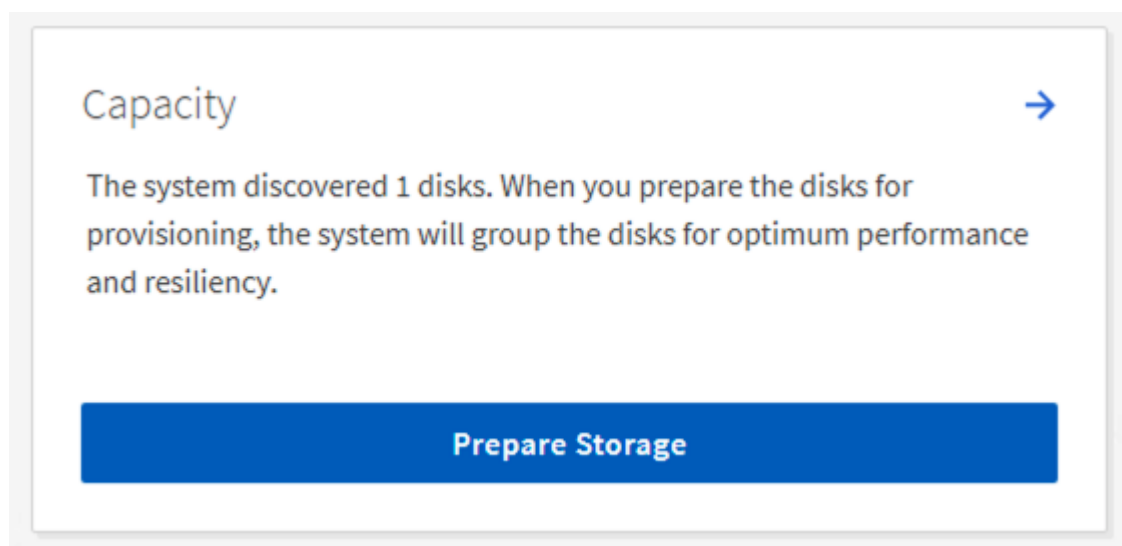 Capacity
The system discovered 1 disks. When you prepare the disks for
provisioning, the system will group the disks for optimum performance
and resiliency.
Prepare Storage